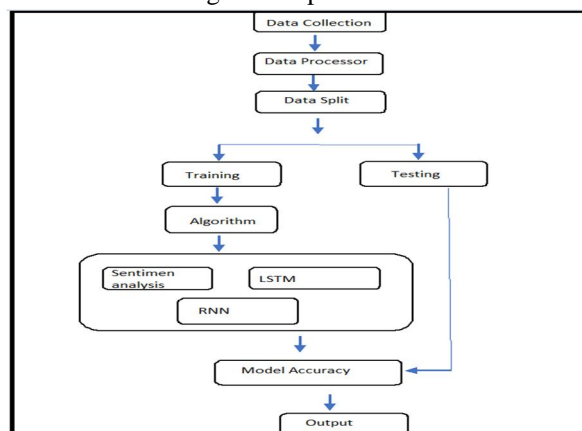 Data Collection
Data Processor
Data Split
Training
Testing
Algorithm
Sentimen
analysis
LSTM
RNN
Model Accuracy
Output